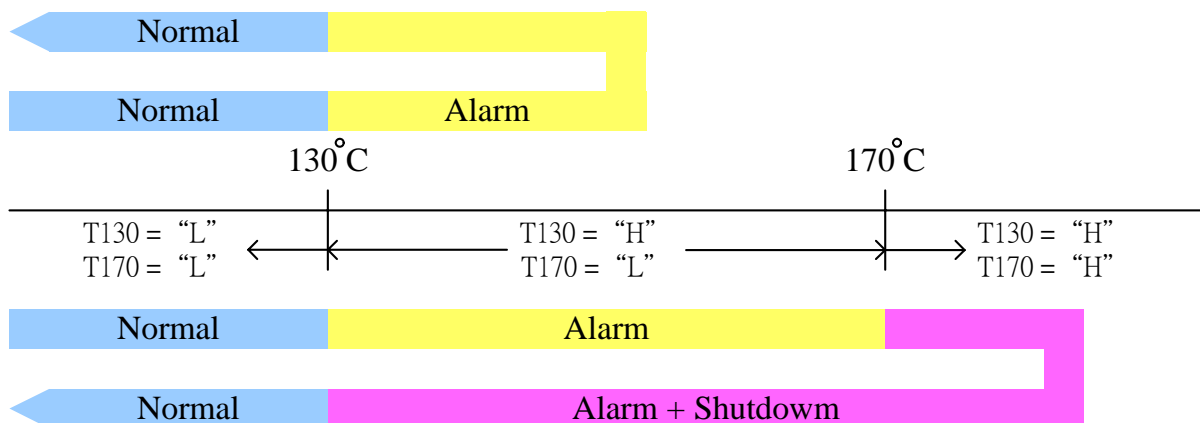 Normal
Normal Alarm
130°C 170°C
T130 = “L” T130 = “H” T130 = “H”
T170 = “L” T170 = “L” T170 = “H”
Normal Alarm
Normal Alarm + Shutdowm